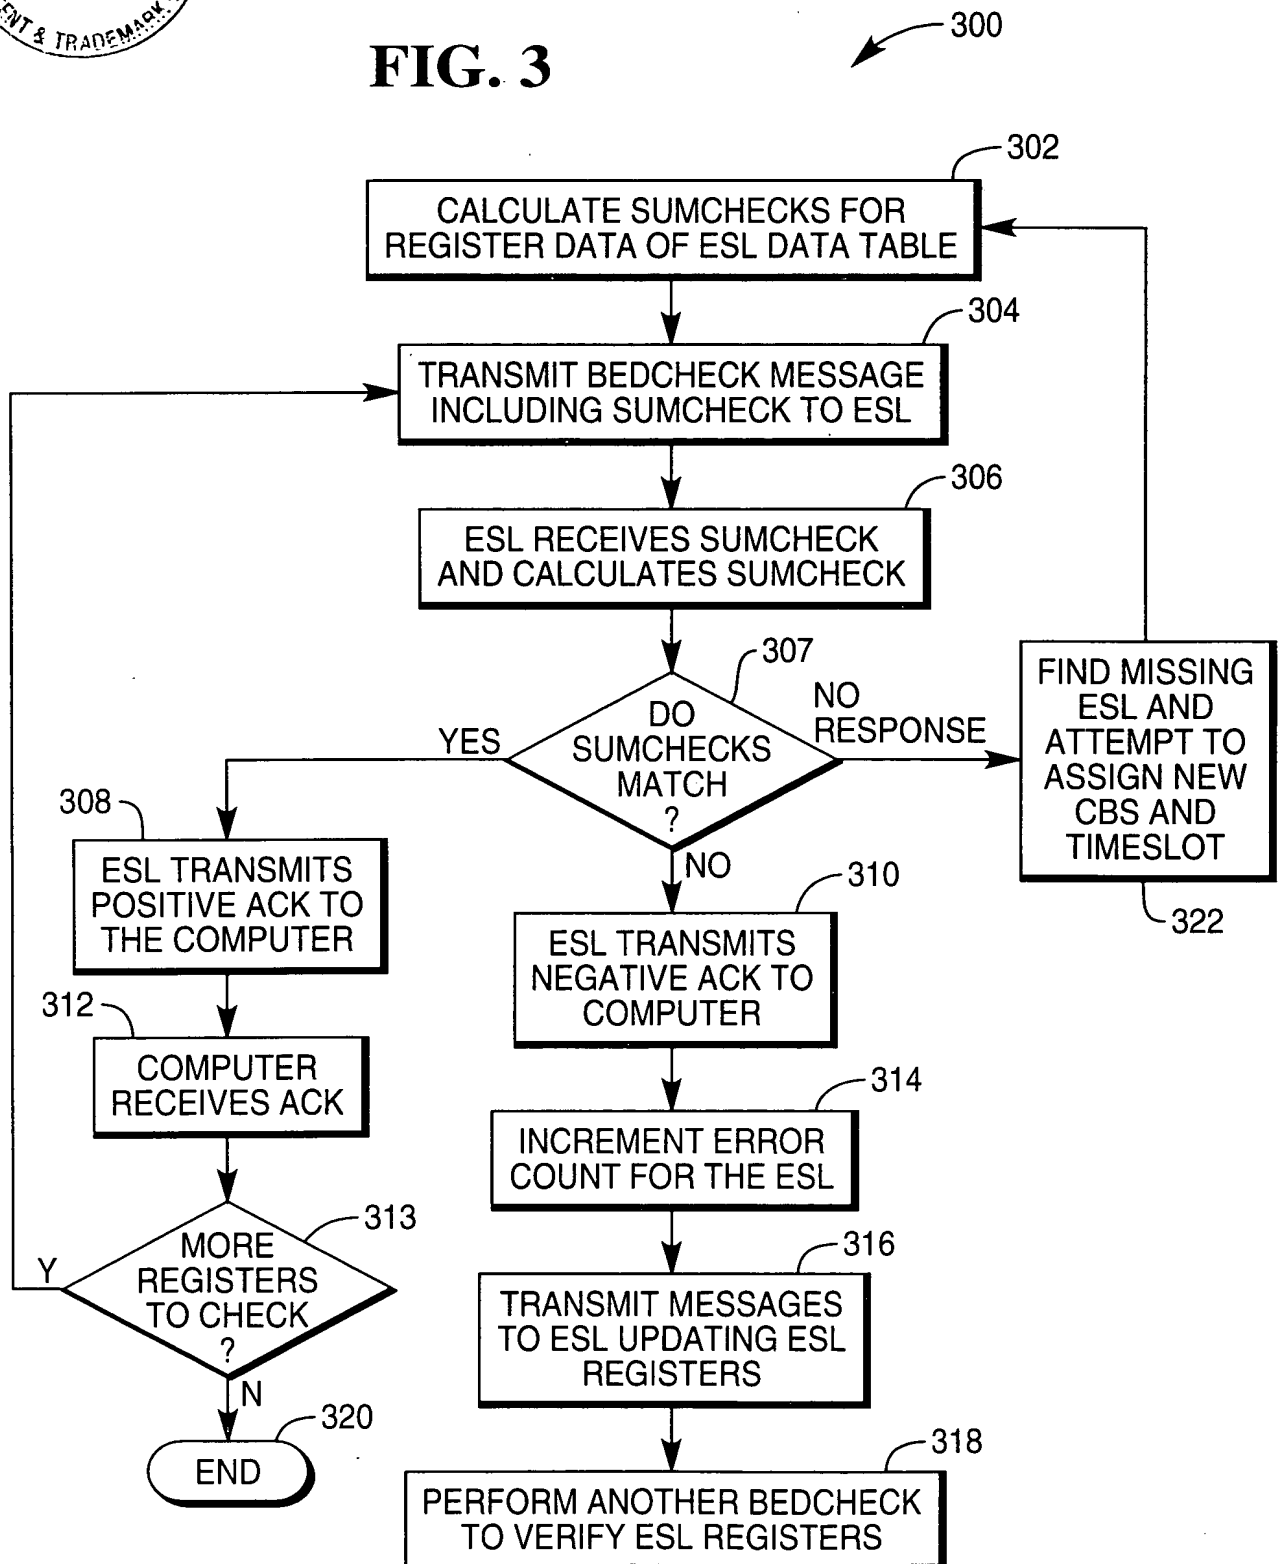 ENT & TRADEMARK
FIG. 3
300
302
CALCULATE SUMCHECKS FOR
REGISTER DATA OF ESL DATA TABLE
304
TRANSMIT BEDCHECK MESSAGE
INCLUDING SUMCHECK TO ESL
306
ESL RECEIVES SUMCHECK
AND CALCULATES SUMCHECK
307
DO
SUMCHECKS
MATCH
?
YES
NO
RESPONSE
NO
FIND MISSING
ESL AND
ATTEMPT TO
ASSIGN NEW
CBS AND
TIMESLOT
322
308
ESL TRANSMITS
POSITIVE ACK TO
THE COMPUTER
310
ESL TRANSMITS
NEGATIVE ACK TO
COMPUTER
312
COMPUTER
RECEIVES ACK
314
INCREMENT ERROR
COUNT FOR THE ESL
313
MORE
REGISTERS
TO CHECK
?
Y
N
316
TRANSMIT MESSAGES
TO ESL UPDATING ESL
REGISTERS
320
END
318
PERFORM ANOTHER BEDCHECK
TO VERIFY ESL REGISTERS